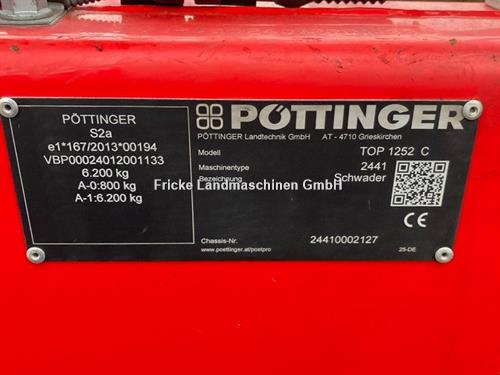 PÖTTINGER
S2a
e1*167/2013*00194
VBP00024012001133
6.200 kg
A-0:800 kg
A-1:6.200 kg
PÖTTINGER
PÖTTINGER Landtechnik GmbH AT - 4710 Grieskirchen
Modell TOP 1252 C
Maschinentype 2441
Bezeichnung Schwader
Fricke Landmaschinen GmbH
CE
Chassis-Nr. 24410002127
www.poettinger.at/poetpro 25-DE